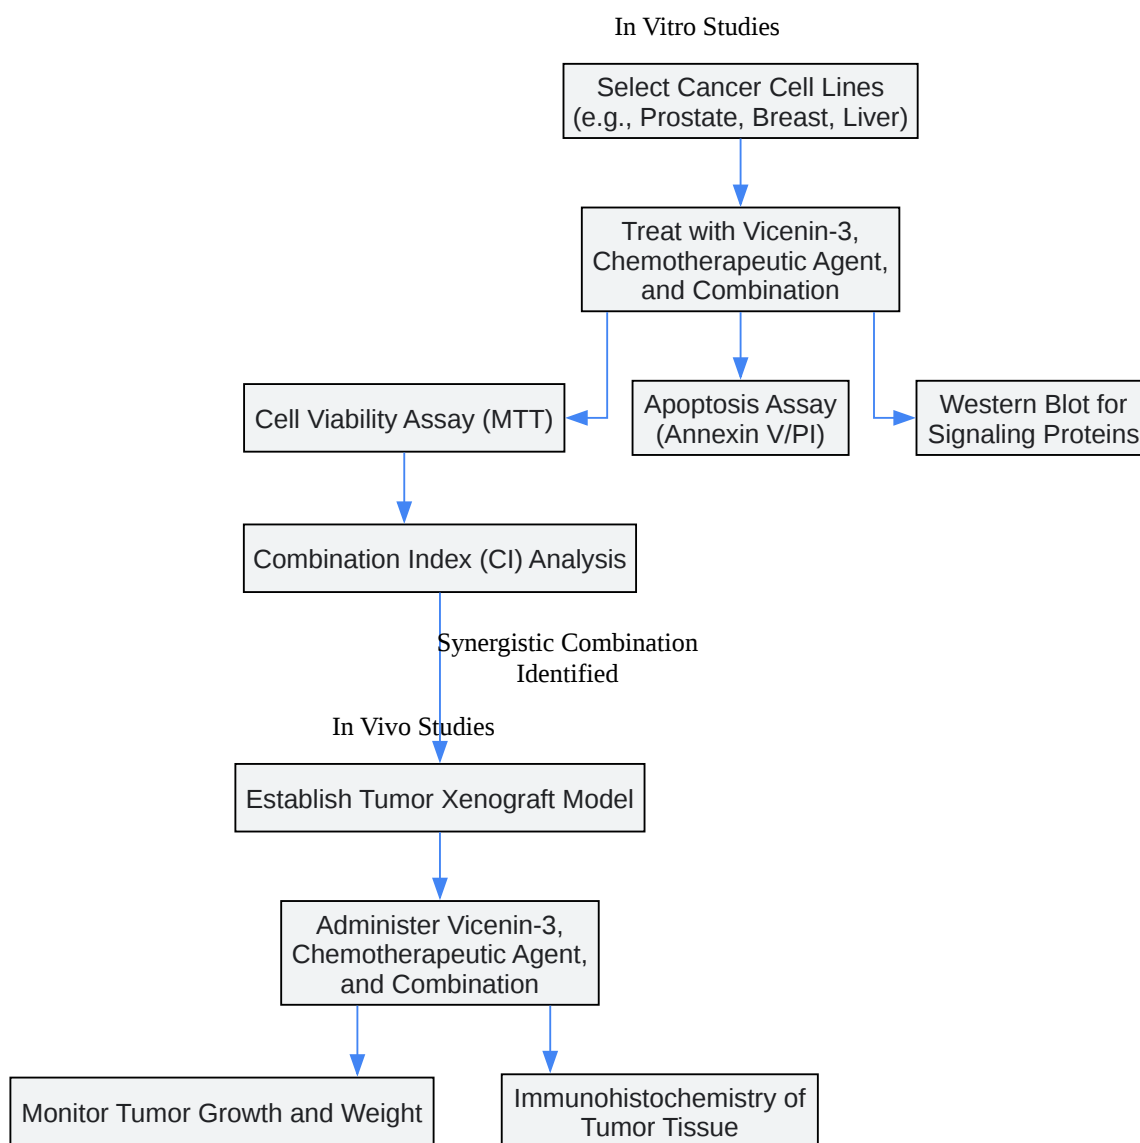 In Vitro Studies
Select Cancer Cell Lines
(e.g., Prostate, Breast, Liver)
Treat with Vicenin-3,
Chemotherapeutic Agent,
and Combination
Cell Viability Assay (MTT)
Apoptosis Assay
(Annexin V/PI)
Western Blot for
Signaling Proteins
Combination Index (CI) Analysis
Synergistic Combination
Identified
In Vivo Studies
Establish Tumor Xenograft Model
Administer Vicenin-3,
Chemotherapeutic Agent,
and Combination
Monitor Tumor Growth and Weight
Immunohistochemistry of
Tumor Tissue